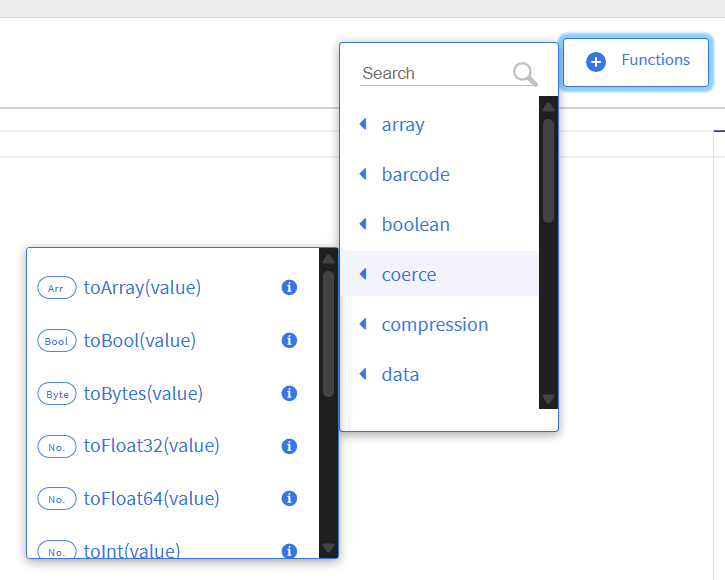 Functions
Search
array
barcode
boolean
coerce
compression
data
Arr toArray(value)
Bool toBool(value)
Byte toBytes(value)
No. toFloat32(value)
No. toFloat64(value)
No. toInt(value)